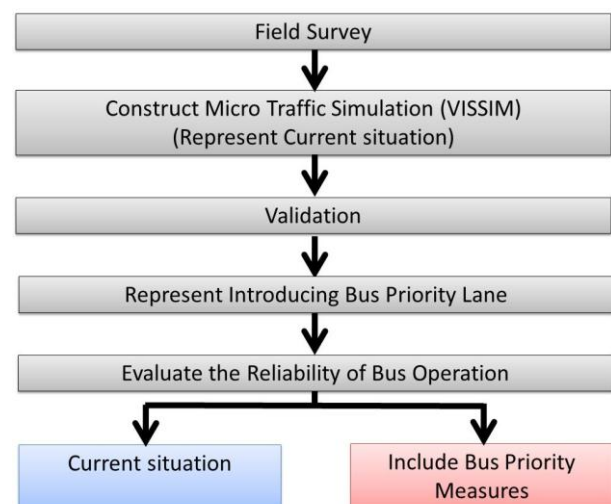 Field Survey
Construct Micro Traffic Simulation (VISSIM)
(Represent Current situation)
Validation
Represent Introducing Bus Priority Lane
Evaluate the Reliability of Bus Operation
Current situation
Include Bus Priority
Measures